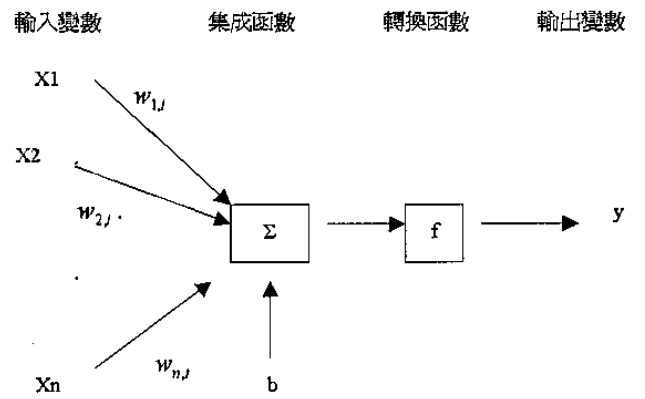 輸入變數 集成函數 轉換函數 輸出變數
X1
w1,i
X2
w2,i
Σ f y
wn,i
Xn b